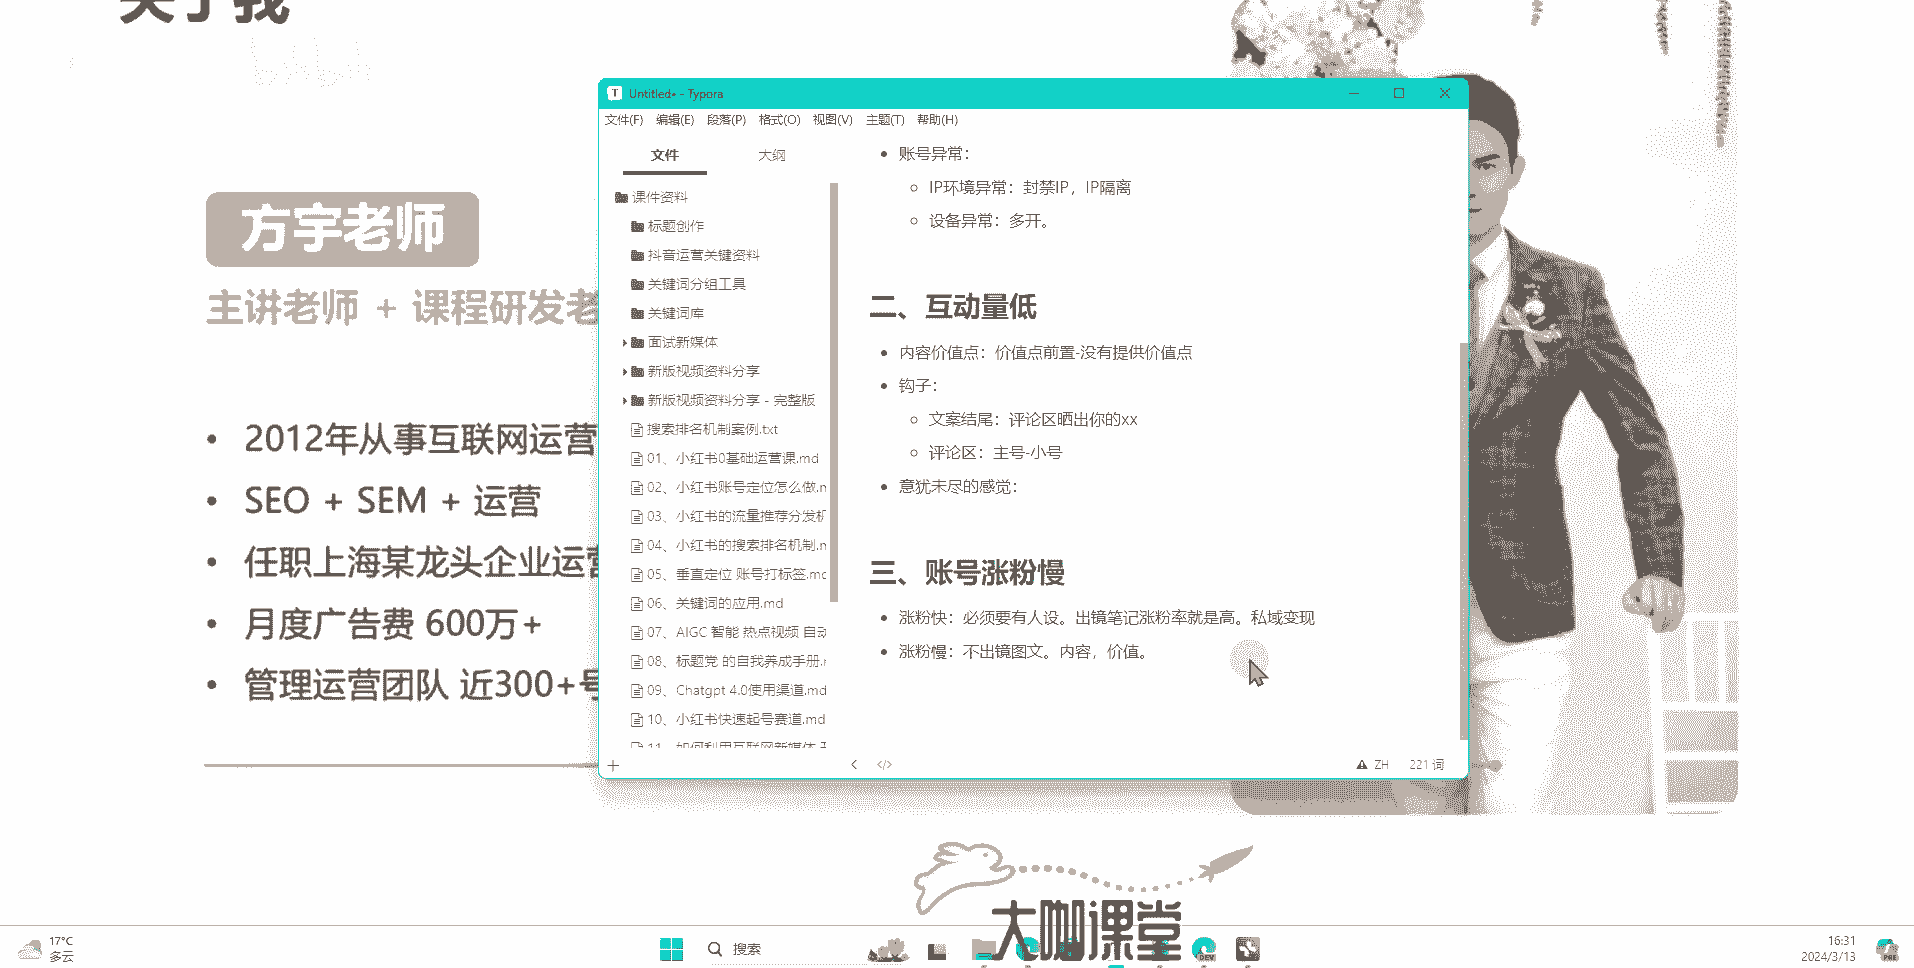 关于我
方宇老师
主讲老师 + 课程研发老
2012年从事互联网运营
SEO + SEM + 运营
任职上海某龙头企业运营
月度广告费 600万+
管理运营团队 近300+号
Untitled• - Typora
文件(F) 编辑(E) 段落(P) 格式(O) 视图(V) 主题(T) 帮助(H)
文件 大纲
课件资料
标题创作
抖音运营关键资料
关键词分组工具
关键词库
面试新媒体
新版视频资料分享
新版视频资料分享 - 完整版
搜索排名机制案例.txt
01、小红书0基础运营课.md
02、小红书账号定位怎么做.m
03、小红书的流量推荐分发机
04、小红书的搜索排名机制.m
05、垂直定位 账号打标签.md
06、关键词的应用.md
07、AIGC 智能 热点视频 自动
08、标题党 的自我养成手册.m
09、Chatgpt 4.0使用渠道.md
10、小红书快速起号赛道.md
11、如何利用互联网新媒体
账号异常：
IP环境异常：封禁IP，IP隔离
设备异常：多开。
二、互动量低
内容价值点：价值点前置-没有提供价值点
钩子：
文案结尾：评论区晒出你的xx
评论区：主号-小号
意犹未尽的感觉：
三、账号涨粉慢
涨粉快：必须要有人设。出镜笔记涨粉率就是高。私域变现
涨粉慢：不出镜图文。内容，价值。
ZH 221 词
大咖课堂
17°C
多云
搜索
DEV
PRE
16:31
2024/3/13